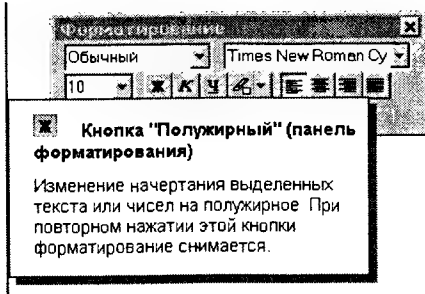 Форматирование
Обычный Times New Roman Cy
10 Ж К Ч
Ж Кнопка "Полужирный" (панель
форматирования)
Изменение начертания выделенных
текста или чисел на полужирное. При
повторном нажатии этой кнопки
форматирование снимается.